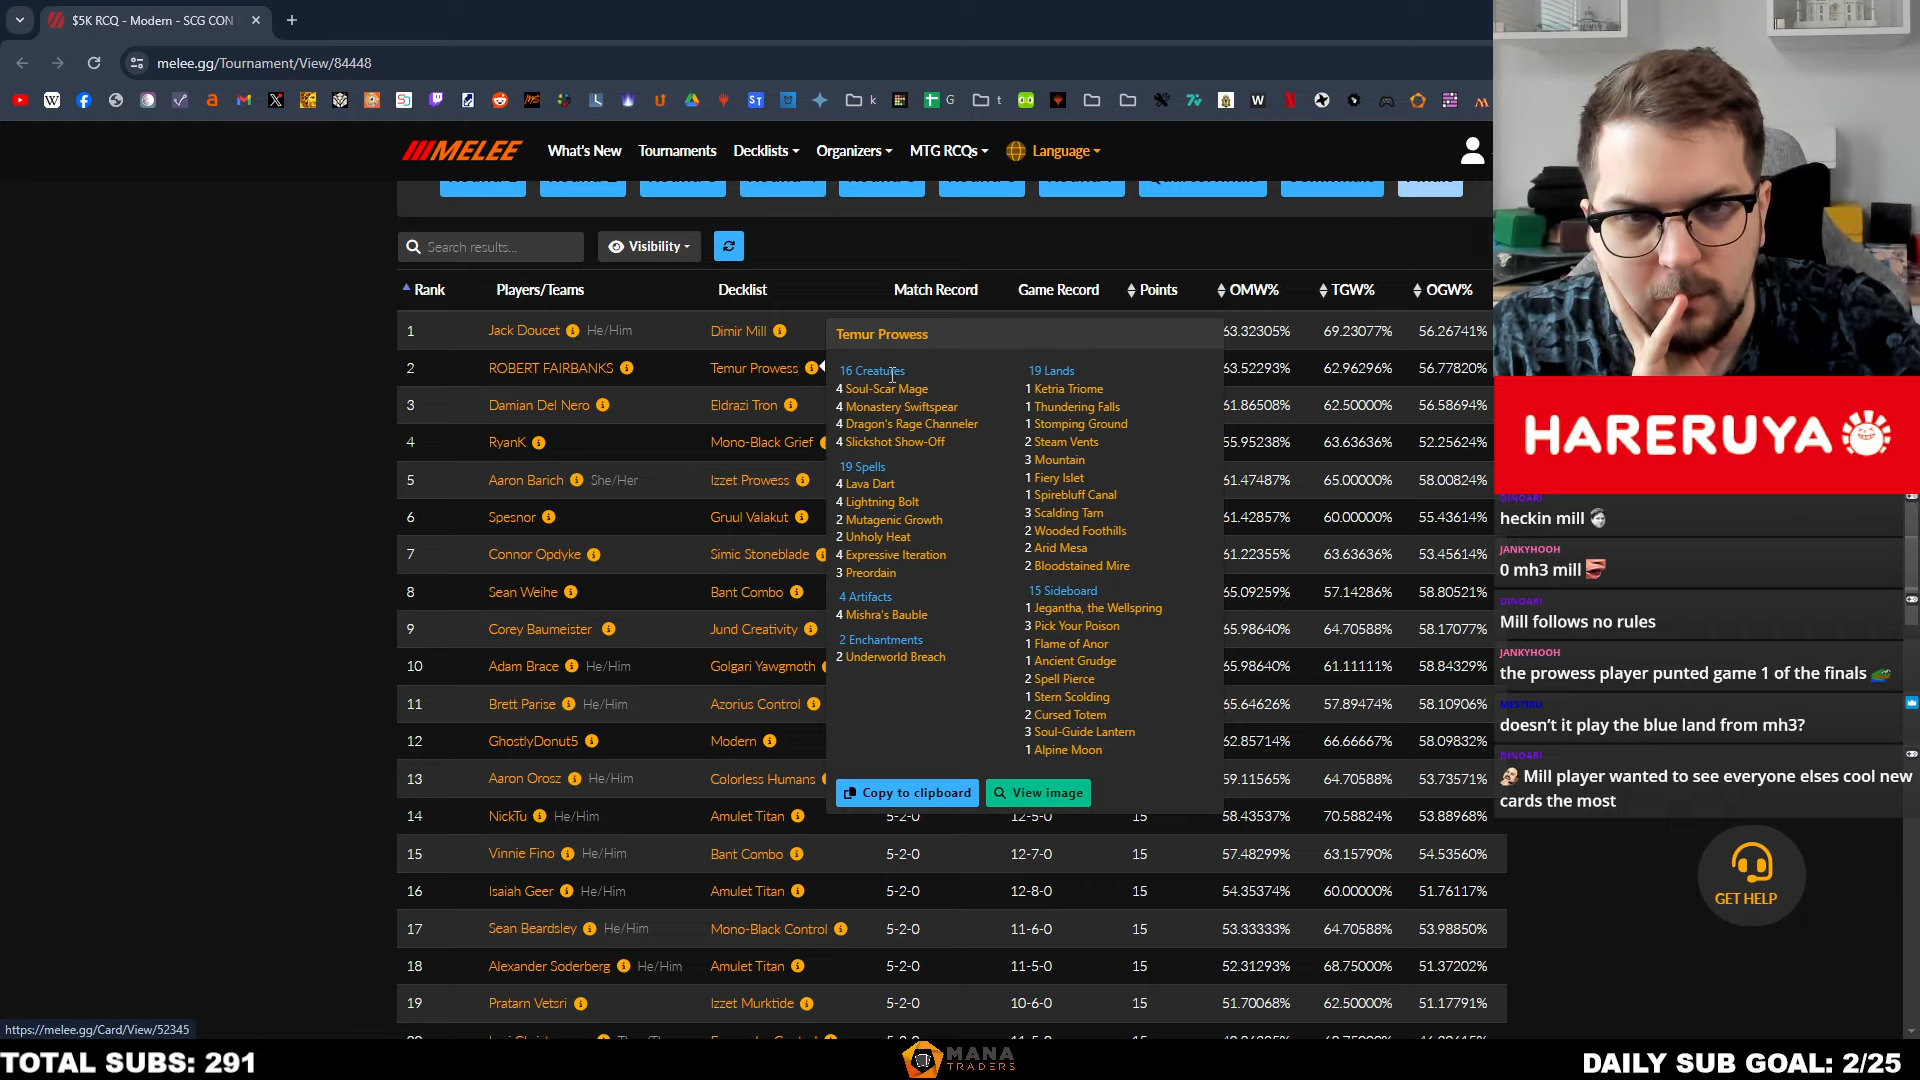 $5K RCQ - Modern - SCG CON
melee.gg/Tournament/View/84448
k
G
t
MELEE
What's New
Tournaments
Decklists
Organizers
MTG RCQs
Language
Search results...
Visibility
Rank Players/Teams Decklist Match Record Game Record Points OMW% TGW% OGW%
1 Jack Doucet He/Him Dimir Mill 63.32305% 69.23077% 56.26741%
2 ROBERT FAIRBANKS Temur Prowess 63.52293% 62.96296% 56.77820%
3 Damian Del Nero Eldrazi Tron 61.86508% 62.50000% 56.58694%
4 RyanK Mono-Black Grief 55.95238% 63.63636% 52.25624%
5 Aaron Barich She/Her Izzet Prowess 61.47487% 65.00000% 58.00824%
6 Spesnor Gruul Valakut 61.42857% 60.00000% 55.43614%
7 Connor Opdyke Simic Stoneblade 61.22355% 63.63636% 53.45614%
8 Sean Weihe Bant Combo 65.09259% 57.14286% 58.80521%
9 Corey Baumeister Jund Creativity 65.98640% 64.70588% 58.17077%
10 Adam Brace He/Him Golgari Yawgmoth 65.98640% 61.11111% 58.84329%
11 Brett Parise He/Him Azorius Control 65.64626% 57.89474% 58.10906%
12 GhostlyDonut5 Modern 62.85714% 66.66667% 58.09832%
13 Aaron Orosz He/Him Colorless Humans 59.11565% 64.70588% 53.73571%
14 NickTu He/Him Amulet Titan 5-2-0 12-5-0 15 58.43537% 70.58824% 53.88968%
15 Vinnie Fino He/Him Bant Combo 5-2-0 12-7-0 15 57.48299% 63.15790% 54.53560%
16 Isaiah Geer He/Him Amulet Titan 5-2-0 12-8-0 15 54.35374% 60.00000% 51.76117%
17 Sean Beardsley He/Him Mono-Black Control 5-2-0 11-6-0 15 53.33333% 64.70588% 53.98850%
18 Alexander Soderberg He/Him Amulet Titan 5-2-0 11-5-0 15 52.31293% 68.75000% 51.37202%
19 Pratarn Vetsri Izzet Murktide 5-2-0 10-6-0 15 51.70068% 62.50000% 51.17791%
Temur Prowess
16 Creatures
4 Soul-Scar Mage
4 Monastery Swiftspear
4 Dragon's Rage Channeler
4 Slickshot Show-Off
19 Spells
4 Lava Dart
4 Lightning Bolt
2 Mutagenic Growth
2 Unholy Heat
4 Expressive Iteration
3 Preordain
4 Artifacts
4 Mishra's Bauble
2 Enchantments
2 Underworld Breach
19 Lands
1 Ketria Triome
1 Thundering Falls
1 Stomping Ground
2 Steam Vents
3 Mountain
1 Fiery Islet
1 Spirebluff Canal
3 Scalding Tarn
2 Wooded Foothills
2 Arid Mesa
2 Bloodstained Mire
15 Sideboard
1 Jegantha, the Wellspring
3 Pick Your Poison
1 Flame of Anor
1 Ancient Grudge
2 Spell Pierce
1 Stern Scolding
2 Cursed Totem
3 Soul-Guide Lantern
1 Alpine Moon
Copy to clipboard
View image
HARERUYA
DINOARI
heckin mill
JANKYHOOH
0 mh3 mill
DINOARI
Mill follows no rules
JANKYHOOH
the prowess player punted game 1 of the finals
MESTIKU
doesn't it play the blue land from mh3?
DINOARI
Mill player wanted to see everyone elses cool new
cards the most
GET HELP
https://melee.gg/Card/View/52345
TOTAL SUBS: 291
MANA
TRADERS
DAILY SUB GOAL: 2/25